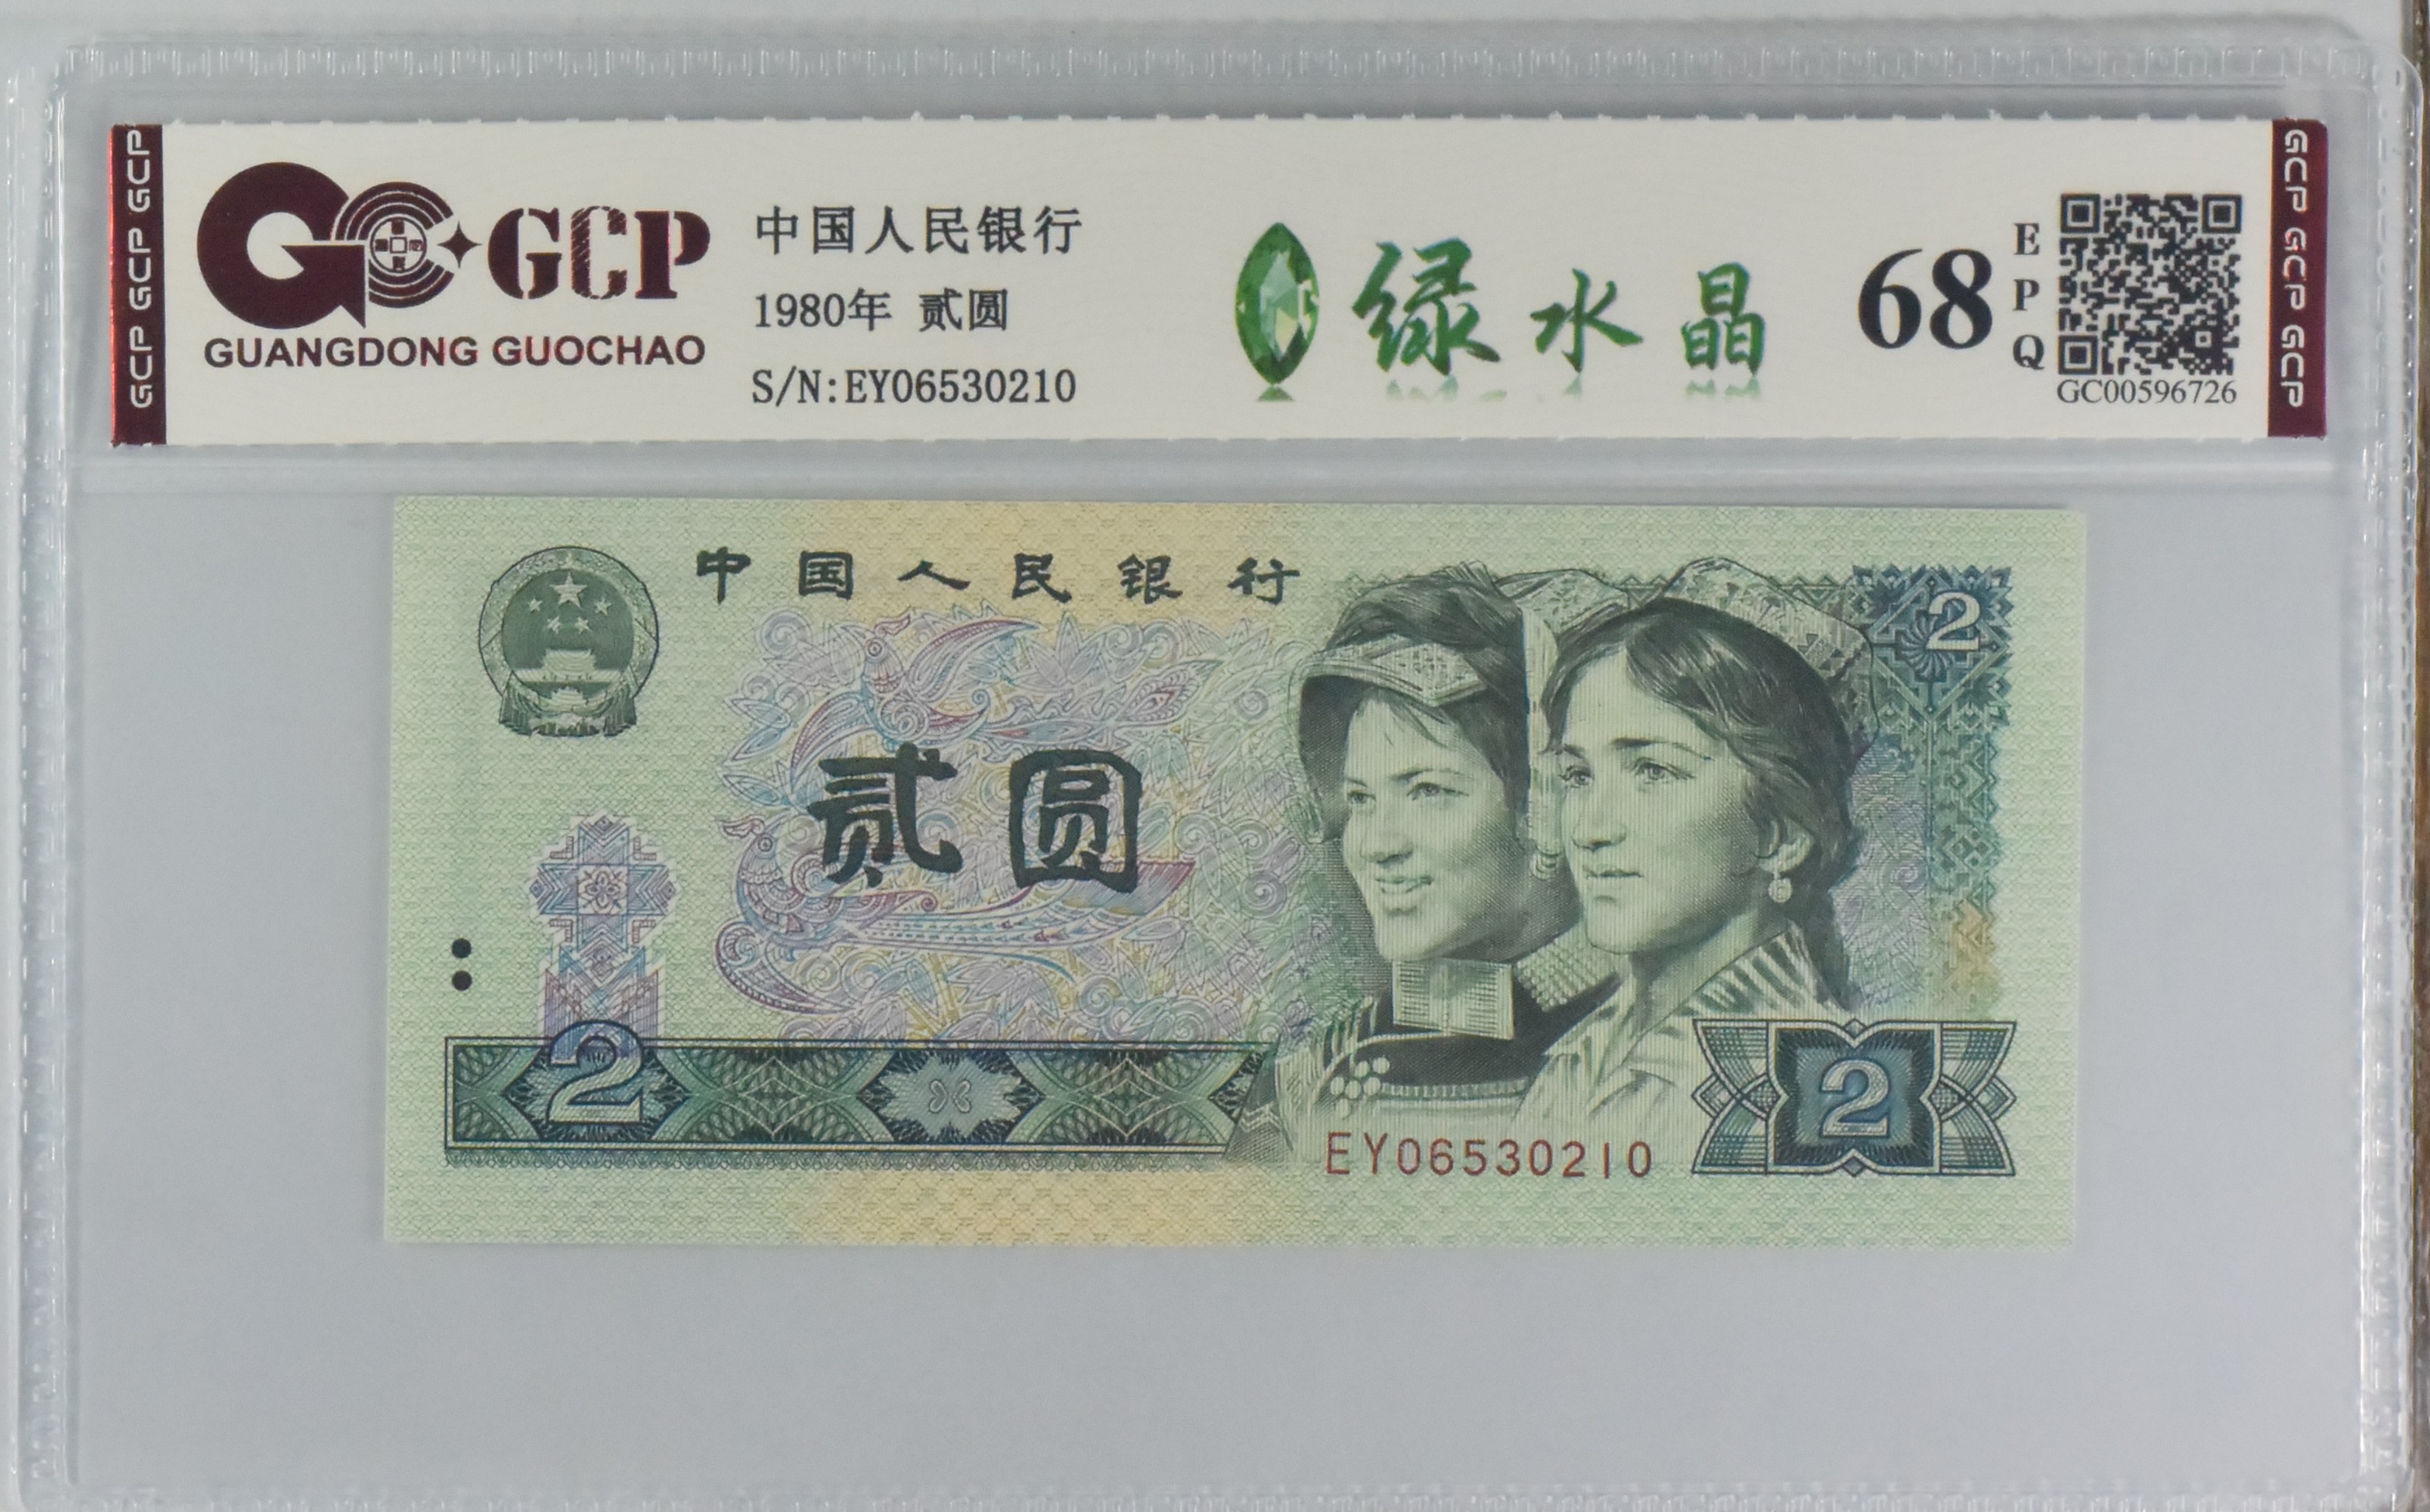 GCP GCP GCP
GCP
GUANGDONG GUOCHAO
中国人民银行
1980年 贰圆
S/N:EY06530210
绿水晶
68
EPQ
GC00596726
GCP GCP GCP
中国人民银行
2
贰圆
2
EY06530210
2